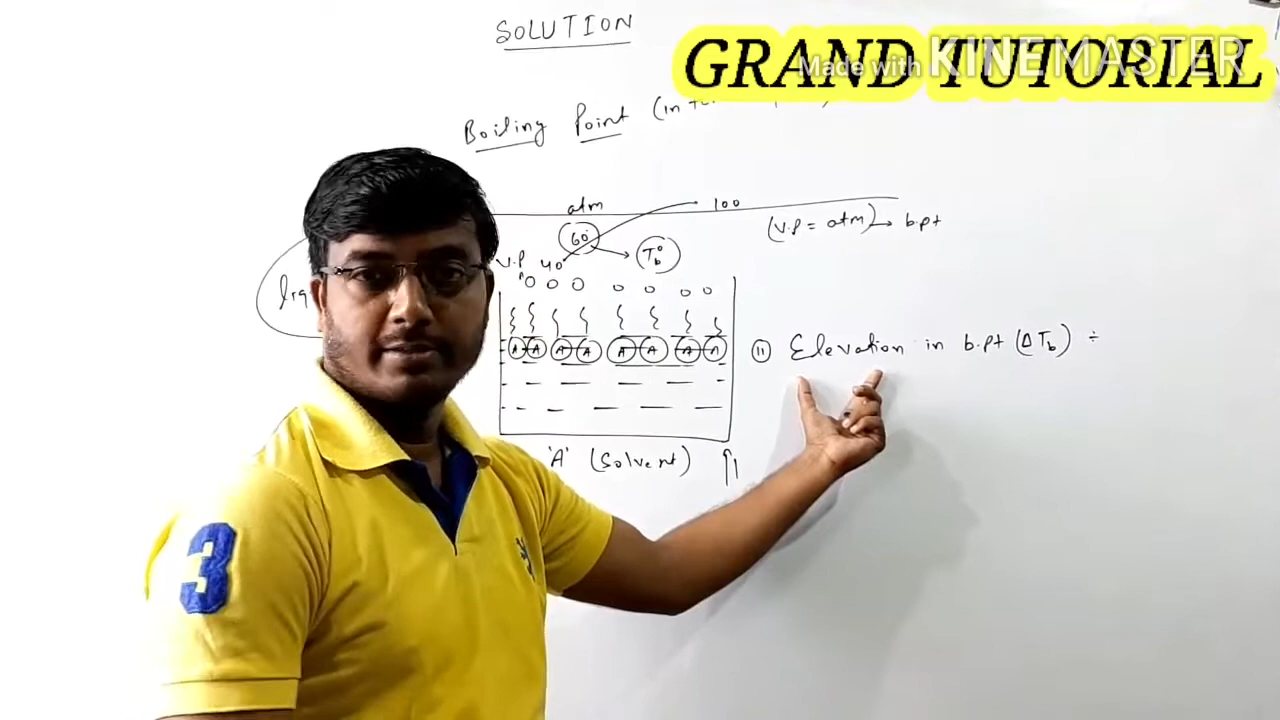 SOLUTION
GRAND TUTORIAL
Made with KINEMASTER
Boiling Point (in
atm
100
(V.P = atm) → b.pt
60
T°b
V.P 40
A
A A A A A A A A
(ii) Elevation in b.pt (ΔTb) ÷
'A' (Solvent)
3